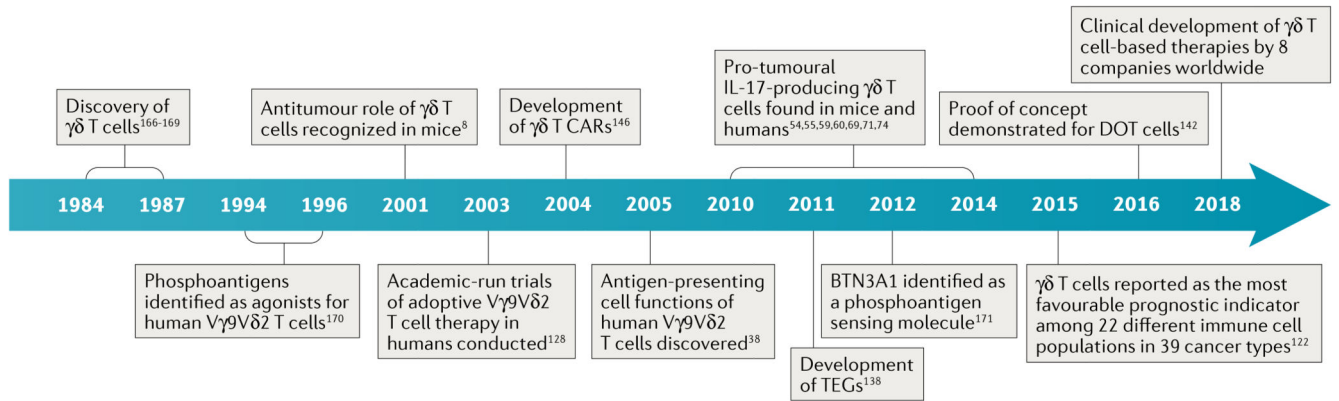 Discovery of
γδ T cells166-169
Antitumour role of γδ T
cells recognized in mice8
Development
of γδ T CARs146
Pro-tumoural
IL-17-producing γδ T
cells found in mice and
humans54,55,59,60,69,71,74
Proof of concept
demonstrated for DOT cells142
Clinical development of γδ T
cell-based therapies by 8
companies worldwide
1984 1987 1994 1996 2001 2003 2004 2005 2010 2011 2012 2014 2015 2016 2018
Phosphoantigens
identified as agonists for
human Vγ9Vδ2 T cells170
Academic-run trials
of adoptive Vγ9Vδ2
T cell therapy in
humans conducted128
Antigen-presenting
cell functions of
human Vγ9Vδ2
T cells discovered38
Development
of TEGs138
BTN3A1 identified as
a phosphoantigen
sensing molecule171
γδ T cells reported as the most
favourable prognostic indicator
among 22 different immune cell
populations in 39 cancer types122